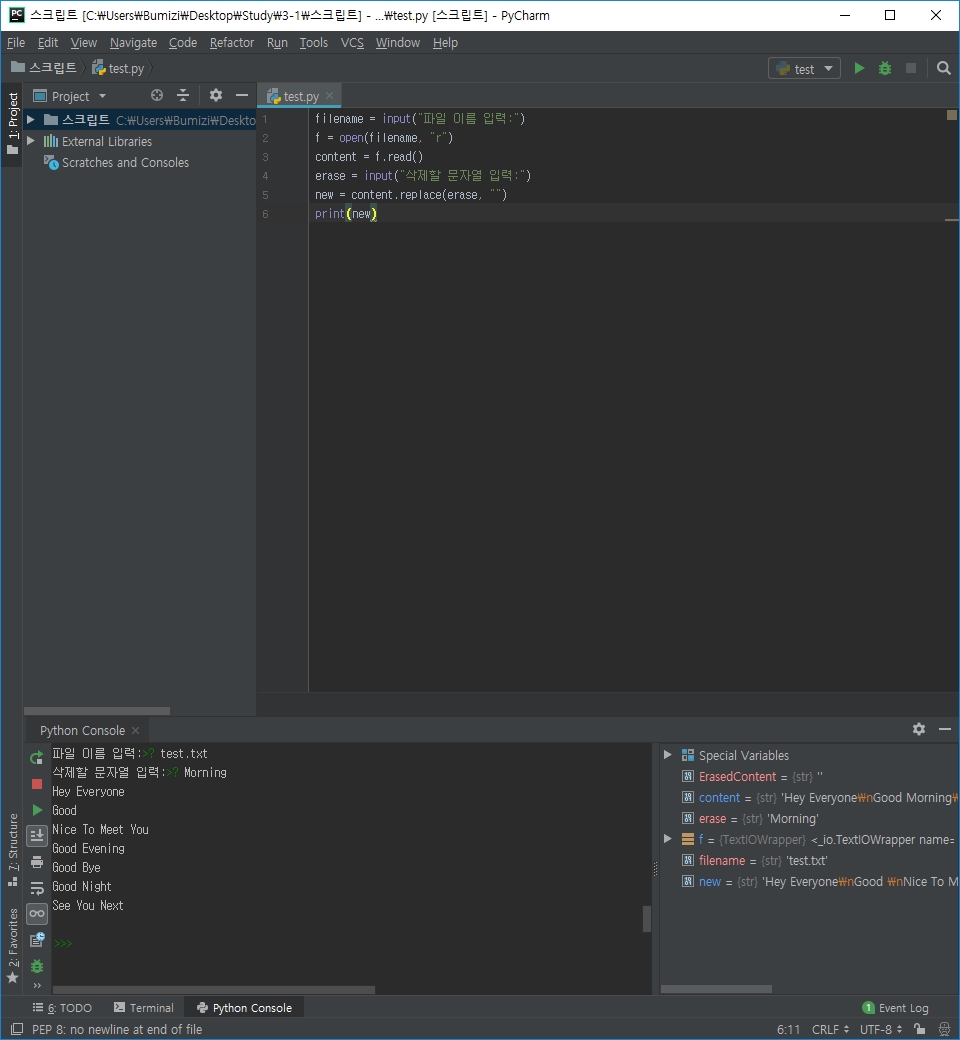 스크립트 [C:₩Users₩Bumizi₩Desktop₩Study₩3-1₩스크립트] - ...₩test.py [스크립트] - PyCharm
File Edit View Navigate Code Refactor Run Tools VCS Window Help
스크립트 test.py test
1: Project
Project
test.py
스크립트 C:₩Users₩Bumizi₩Deskto
External Libraries
Scratches and Consoles
1 filename = input("파일 이름 입력:")
2 f = open(filename, "r")
3 content = f.read()
4 erase = input("삭제할 문자열 입력:")
5 new = content.replace(erase, "")
6 print(new)
Python Console
파일 이름 입력:>? test.txt
삭제할 문자열 입력:>? Morning
Hey Everyone
Good
Nice To Meet You
Good Evening
Good Bye
Good Night
See You Next
>>>
Special Variables
ErasedContent = {str} ''
content = {str} 'Hey Everyone₩nGood Morning₩
erase = {str} 'Morning'
f = {TextIOWrapper} <_io.TextIOWrapper name=
filename = {str} 'test.txt'
new = {str} 'Hey Everyone₩nGood ₩nNice To M
7: Structure
2: Favorites
6: TODO Terminal Python Console 1 Event Log
PEP 8: no newline at end of file 6:11 CRLF UTF-8